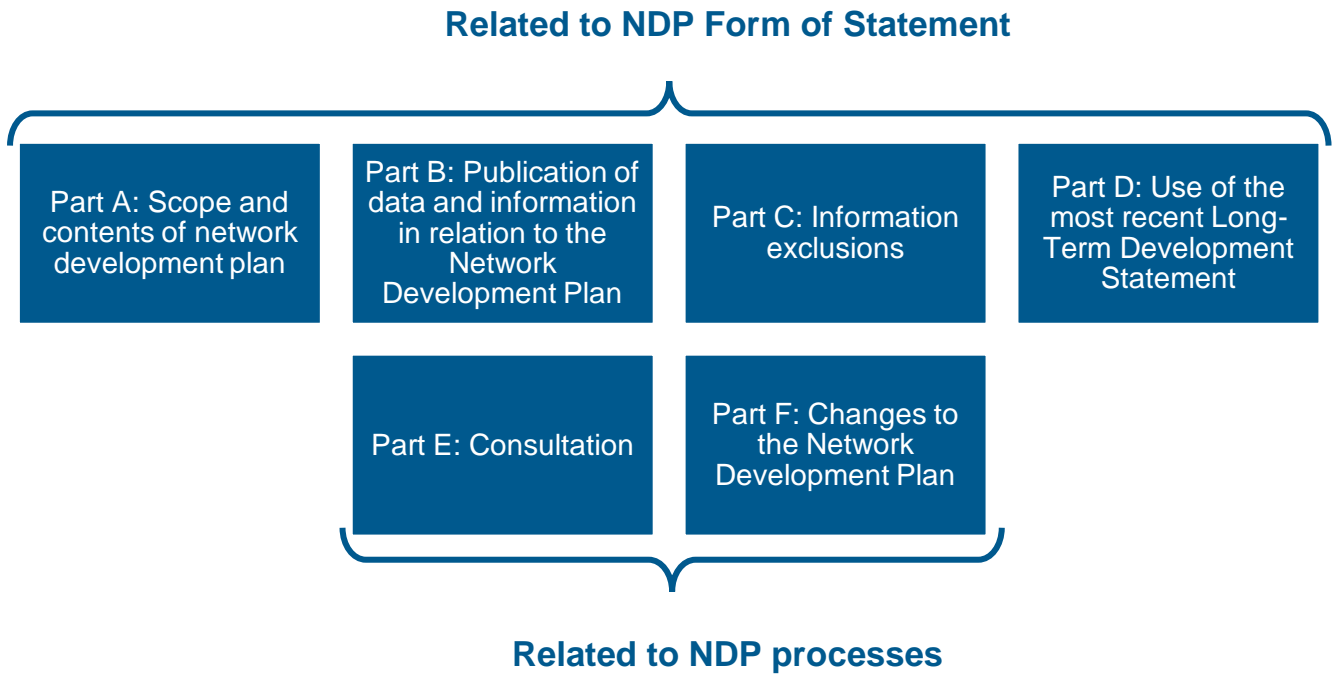 Related to NDP Form of Statement
Part A: Scope and
contents of network
development plan
Part B: Publication of
data and information
in relation to the
Network
Development Plan
Part C: Information
exclusions
Part D: Use of the
most recent Long-
Term Development
Statement
Part E: Consultation
Part F: Changes to
the Network
Development Plan
Related to NDP processes